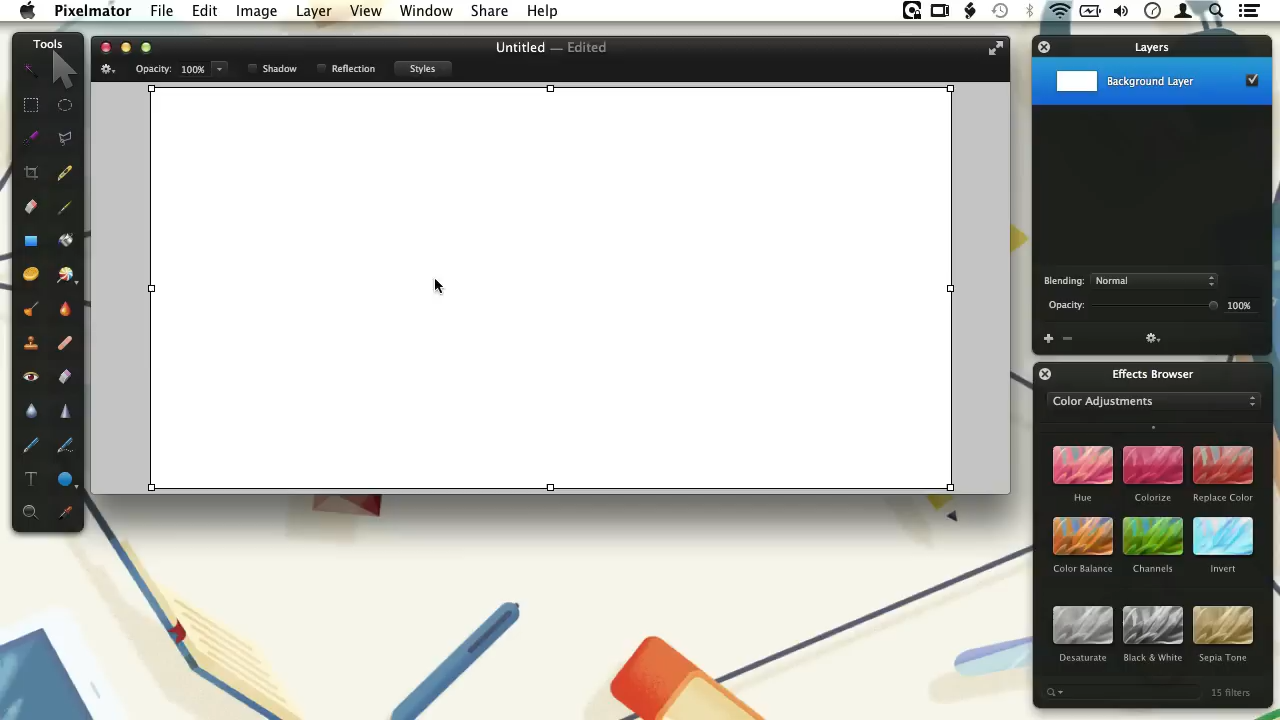 Pixelmator File Edit Image Layer View Window Share Help
Tools
Untitled — Edited
Opacity: 100% Shadow Reflection Styles
Layers
Background Layer
Blending: Normal
Opacity: 100%
Effects Browser
Color Adjustments
Hue Colorize Replace Color
Color Balance Channels Invert
Desaturate Black & White Sepia Tone
15 filters